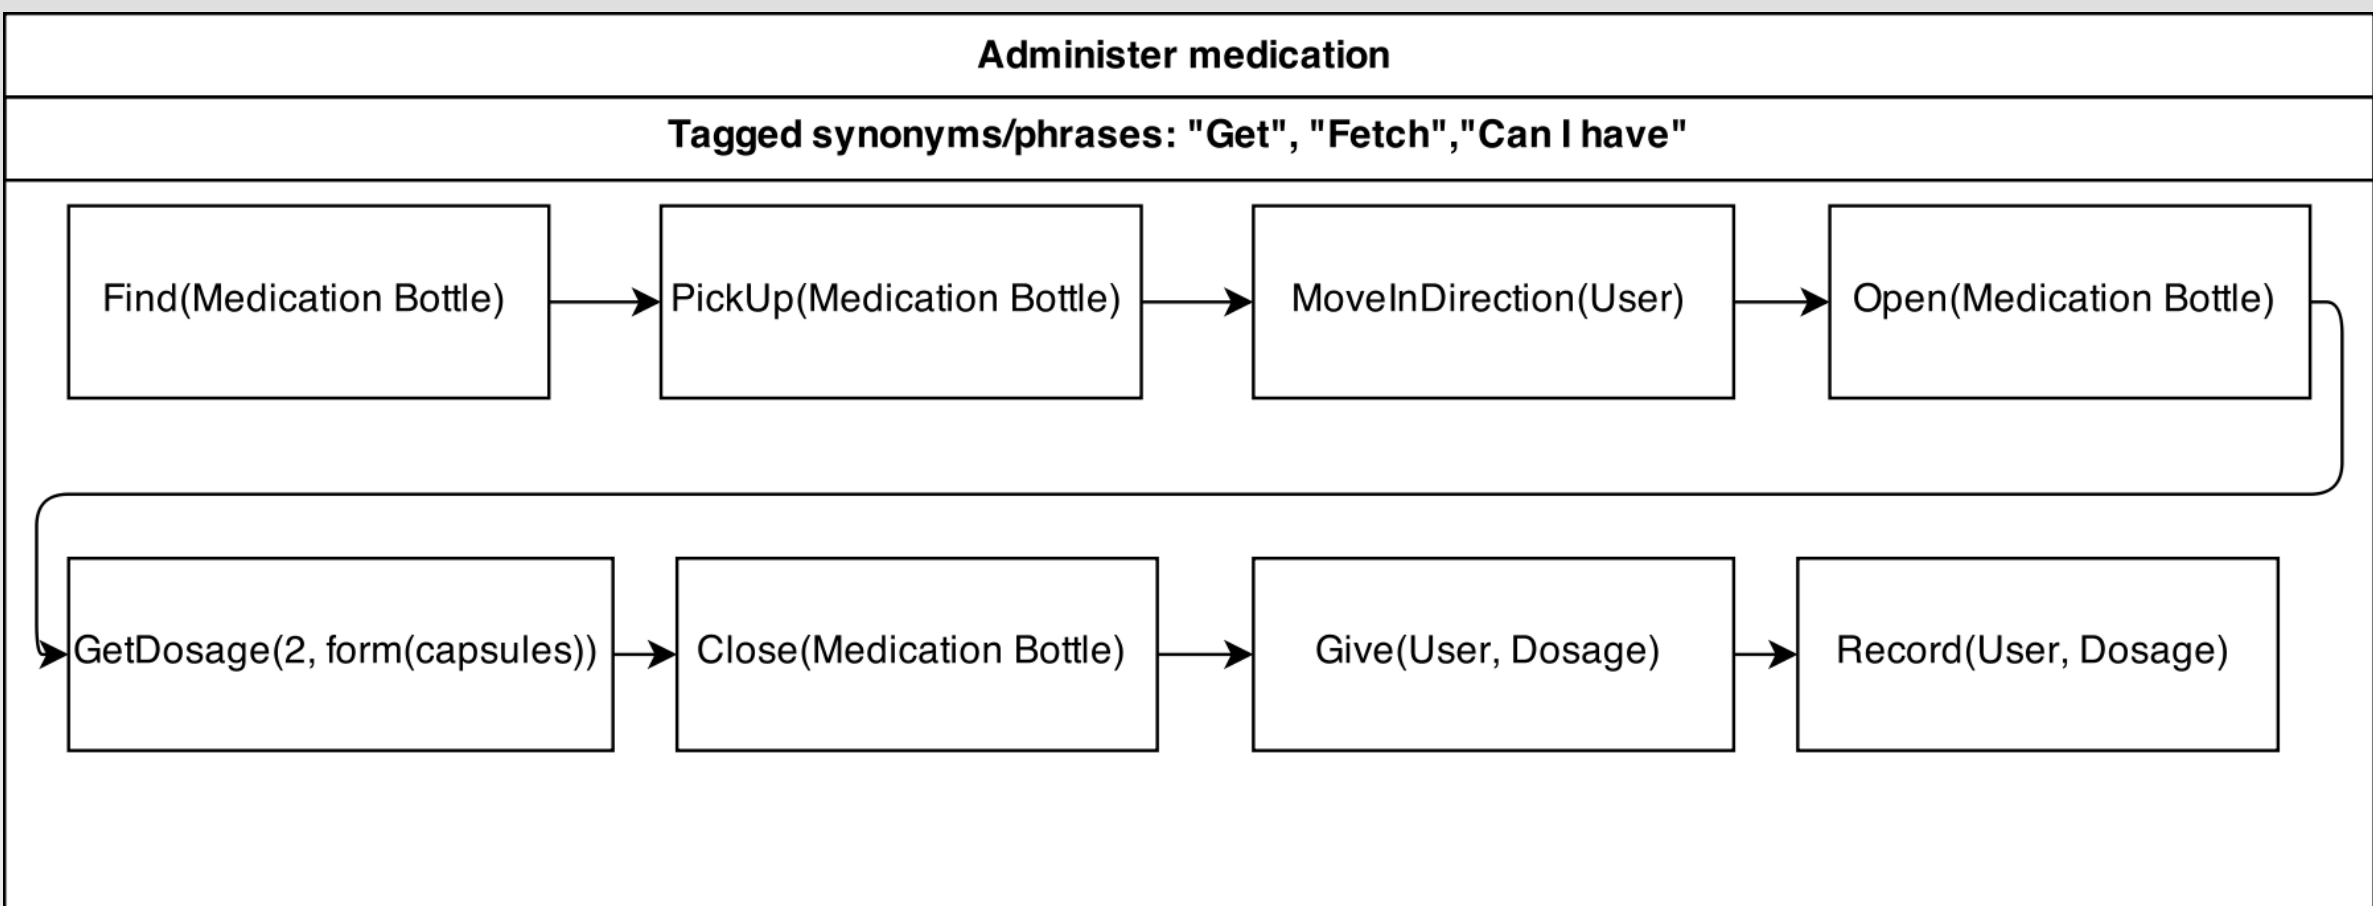 Administer medication
Tagged synonyms/phrases: "Get", "Fetch","Can I have"
Find(Medication Bottle)
PickUp(Medication Bottle)
MoveInDirection(User)
Open(Medication Bottle)
GetDosage(2, form(capsules))
Close(Medication Bottle)
Give(User, Dosage)
Record(User, Dosage)